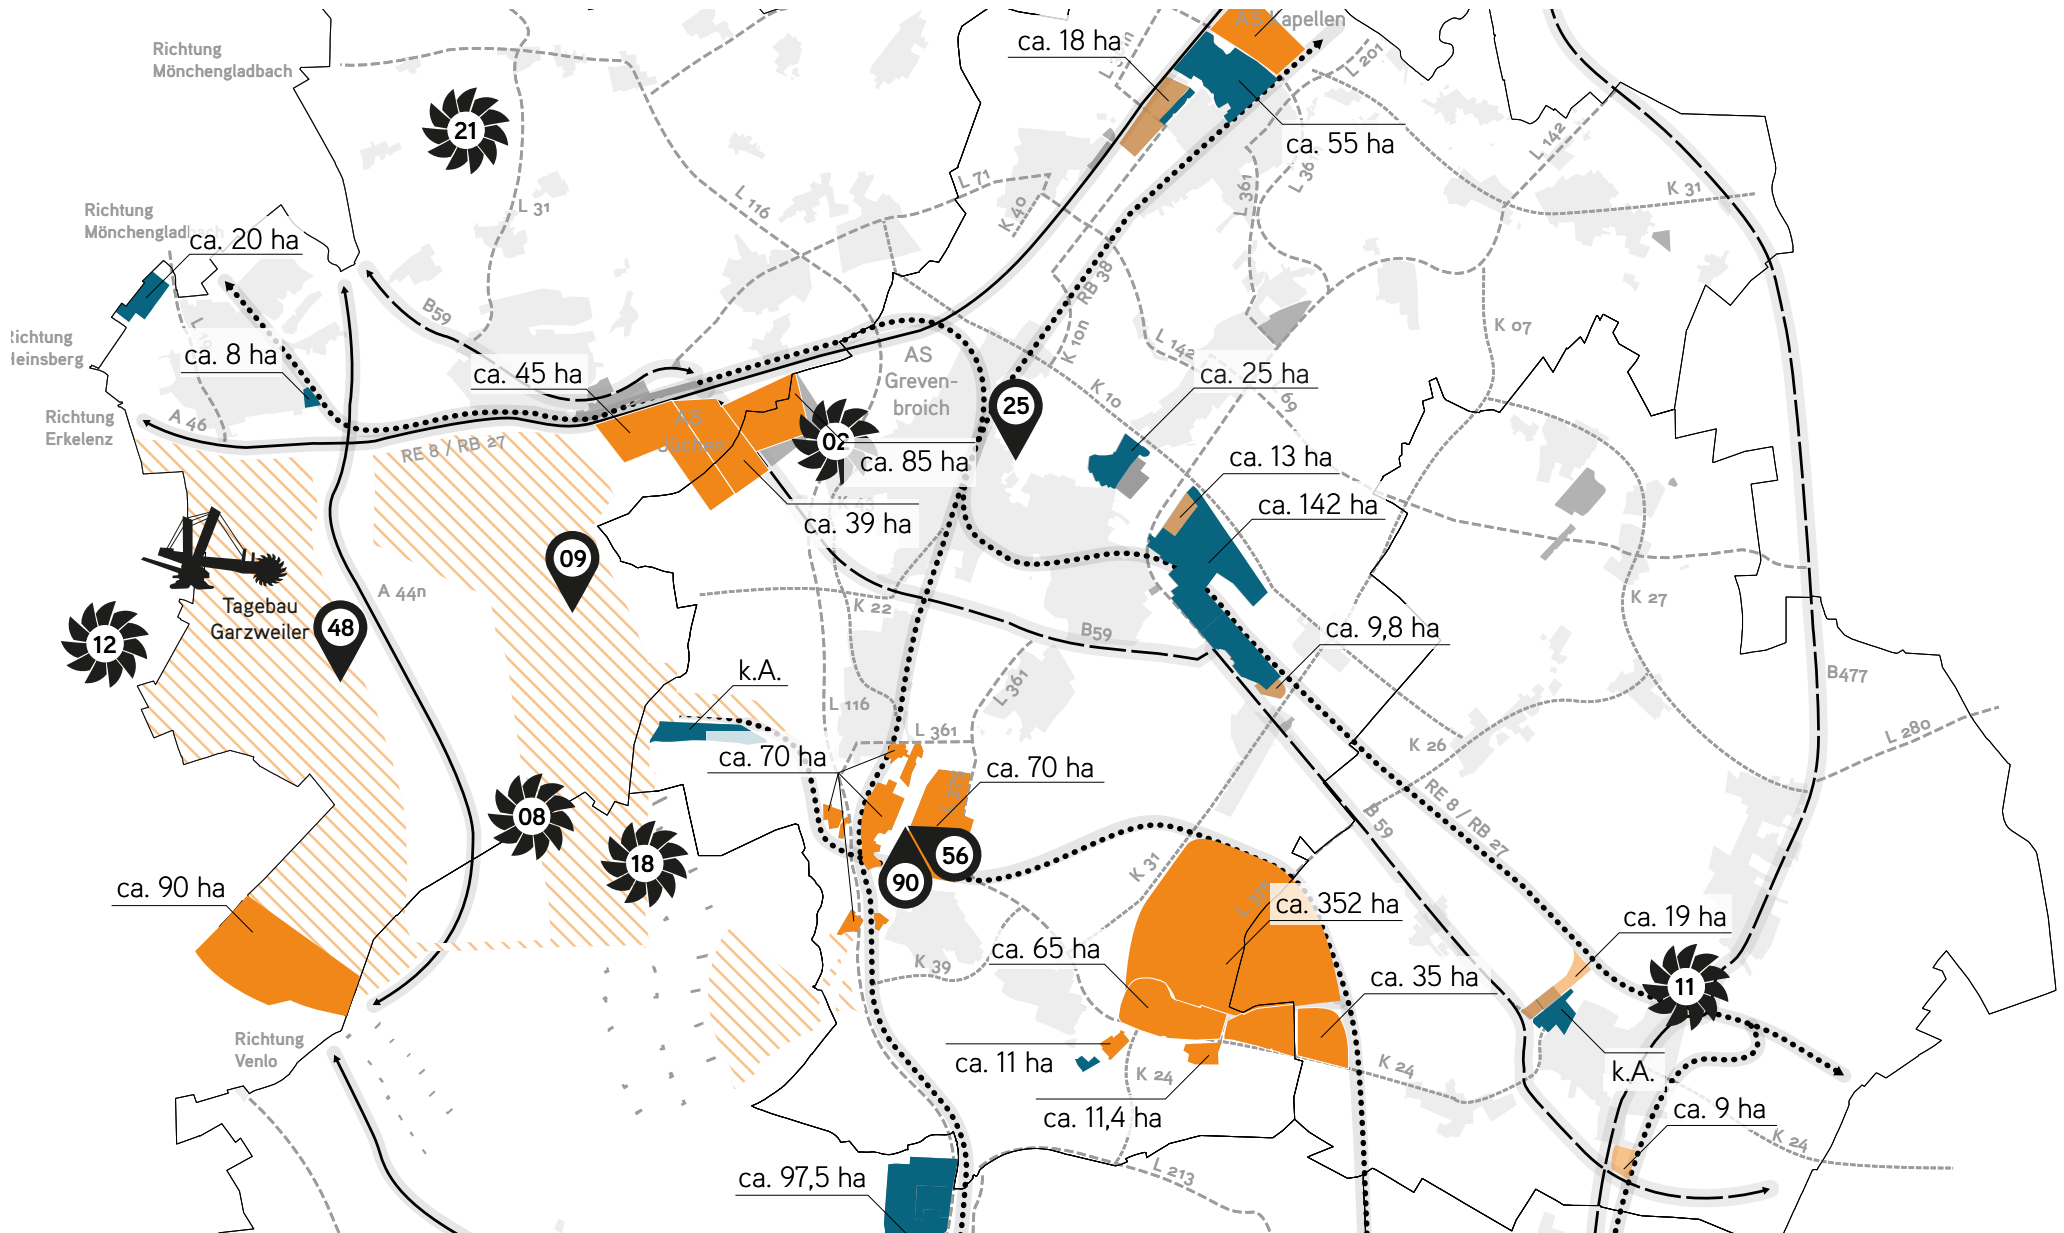 AS Kapellen
ca. 18 ha
Richtung
Mönchengladbach
L 201
21
ca. 55 ha
L 142
L 361
L 361
L 71
K 31
L 116
L 31
K 40
Richtung
Mönchengladbach
ca. 20 ha
RB 38
B59
K 07
Richtung
Heinsberg
ca. 8 ha
K 10n
L 142
AS
Greven-
broich
ca. 45 ha
ca. 25 ha
K 10
69
25
Richtung
Erkelenz
A 46
AS
Jüchen
02
RE 8 / RB 27
ca. 85 ha
ca. 13 ha
ca. 142 ha
ca. 39 ha
09
A 44n
Tagebau
Garzweiler
48
12
K 22
K 27
B59
ca. 9,8 ha
k.A.
L 361
B477
L 116
L 361
L 280
K 26
ca. 70 ha
ca. 70 ha
L 375
RE 8 / RB 27
08
B 59
56
18
90
K 31
ca. 90 ha
L 375
ca. 352 ha
ca. 19 ha
ca. 65 ha
K 39
ca. 35 ha
11
Richtung
Venlo
ca. 11 ha
K 24
K 24
k.A.
ca. 11,4 ha
ca. 9 ha
K 24
L 213
ca. 97,5 ha